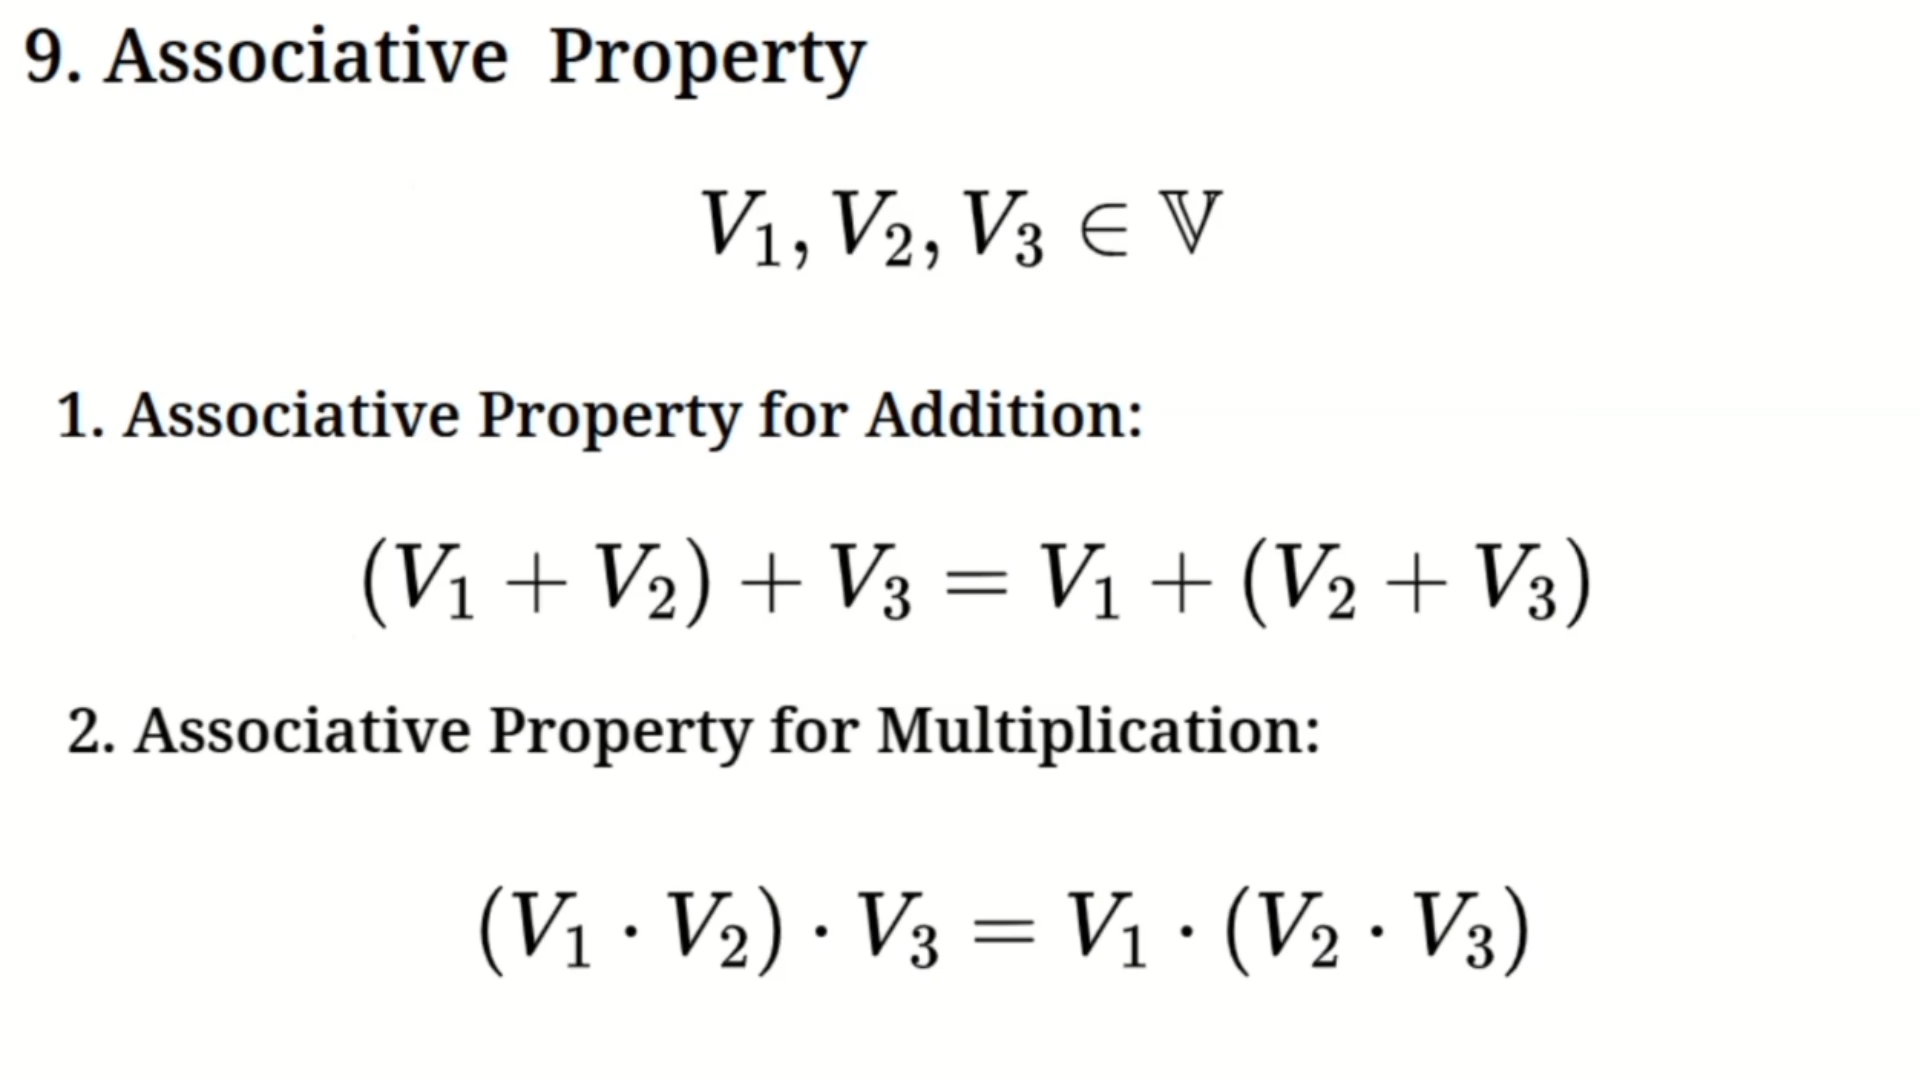 9. Associative Property
V₁, V₂, V₃ ∈ 𝕍
1. Associative Property for Addition:
(V₁ + V₂) + V₃ = V₁ + (V₂ + V₃)
2. Associative Property for Multiplication:
(V₁ · V₂) · V₃ = V₁ · (V₂ · V₃)